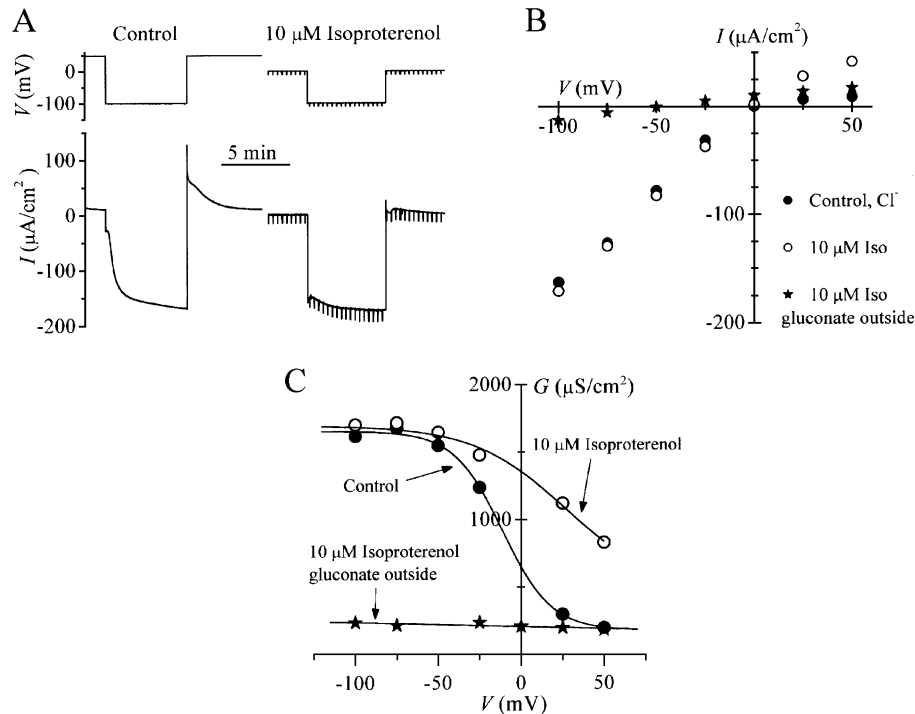 A
Control
10 μM Isoproterenol
V (mV)
0
-100
5 min
I (μA/cm²)
100
0
-100
-200
B
I (μA/cm²)
V (mV)
-100
-50
0
50
-100
-200
Control, Cl⁻
10 μM Iso
10 μM Iso
gluconate outside
C
2000
G (μS/cm²)
10 μM Isoproterenol
Control
1000
10 μM Isoproterenol
gluconate outside
-100
-50
0
50
V (mV)